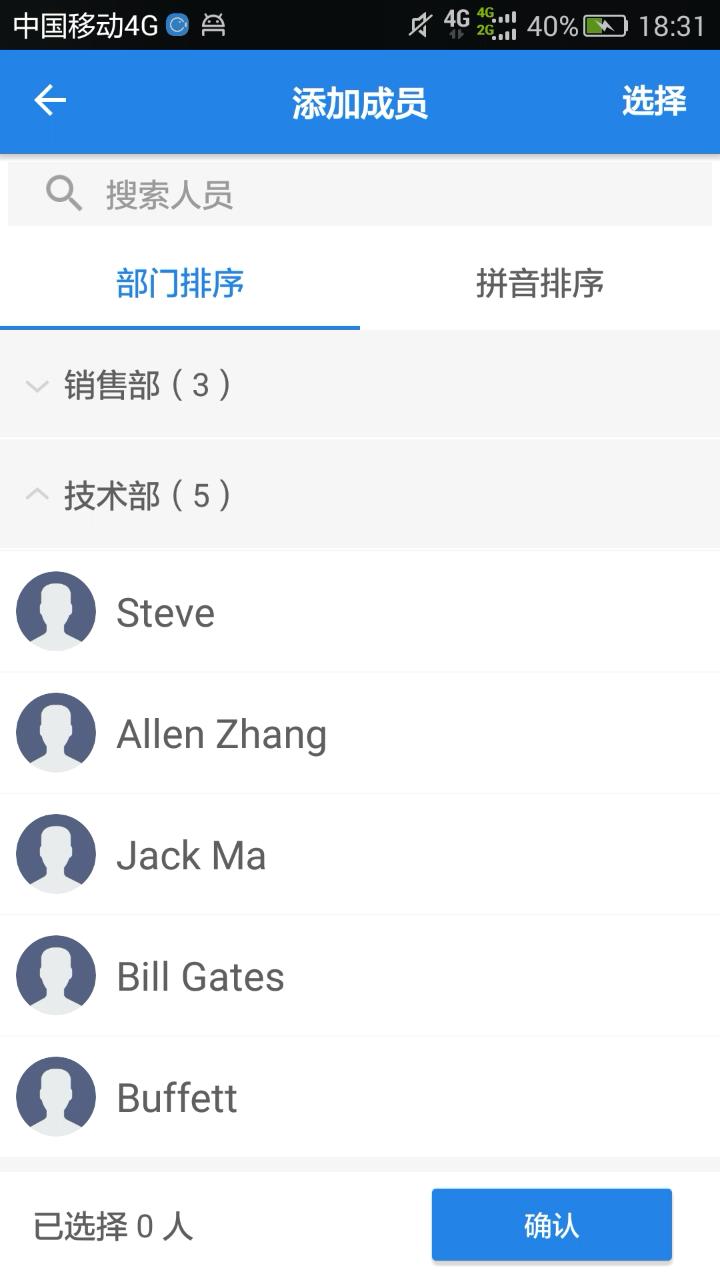 中国移动4G 4G 4G 2G 40% 18:31
添加成员 选择
搜索人员
部门排序 拼音排序
销售部（3）
技术部（5）
Steve
Allen Zhang
Jack Ma
Bill Gates
Buffett
已选择 0 人 确认